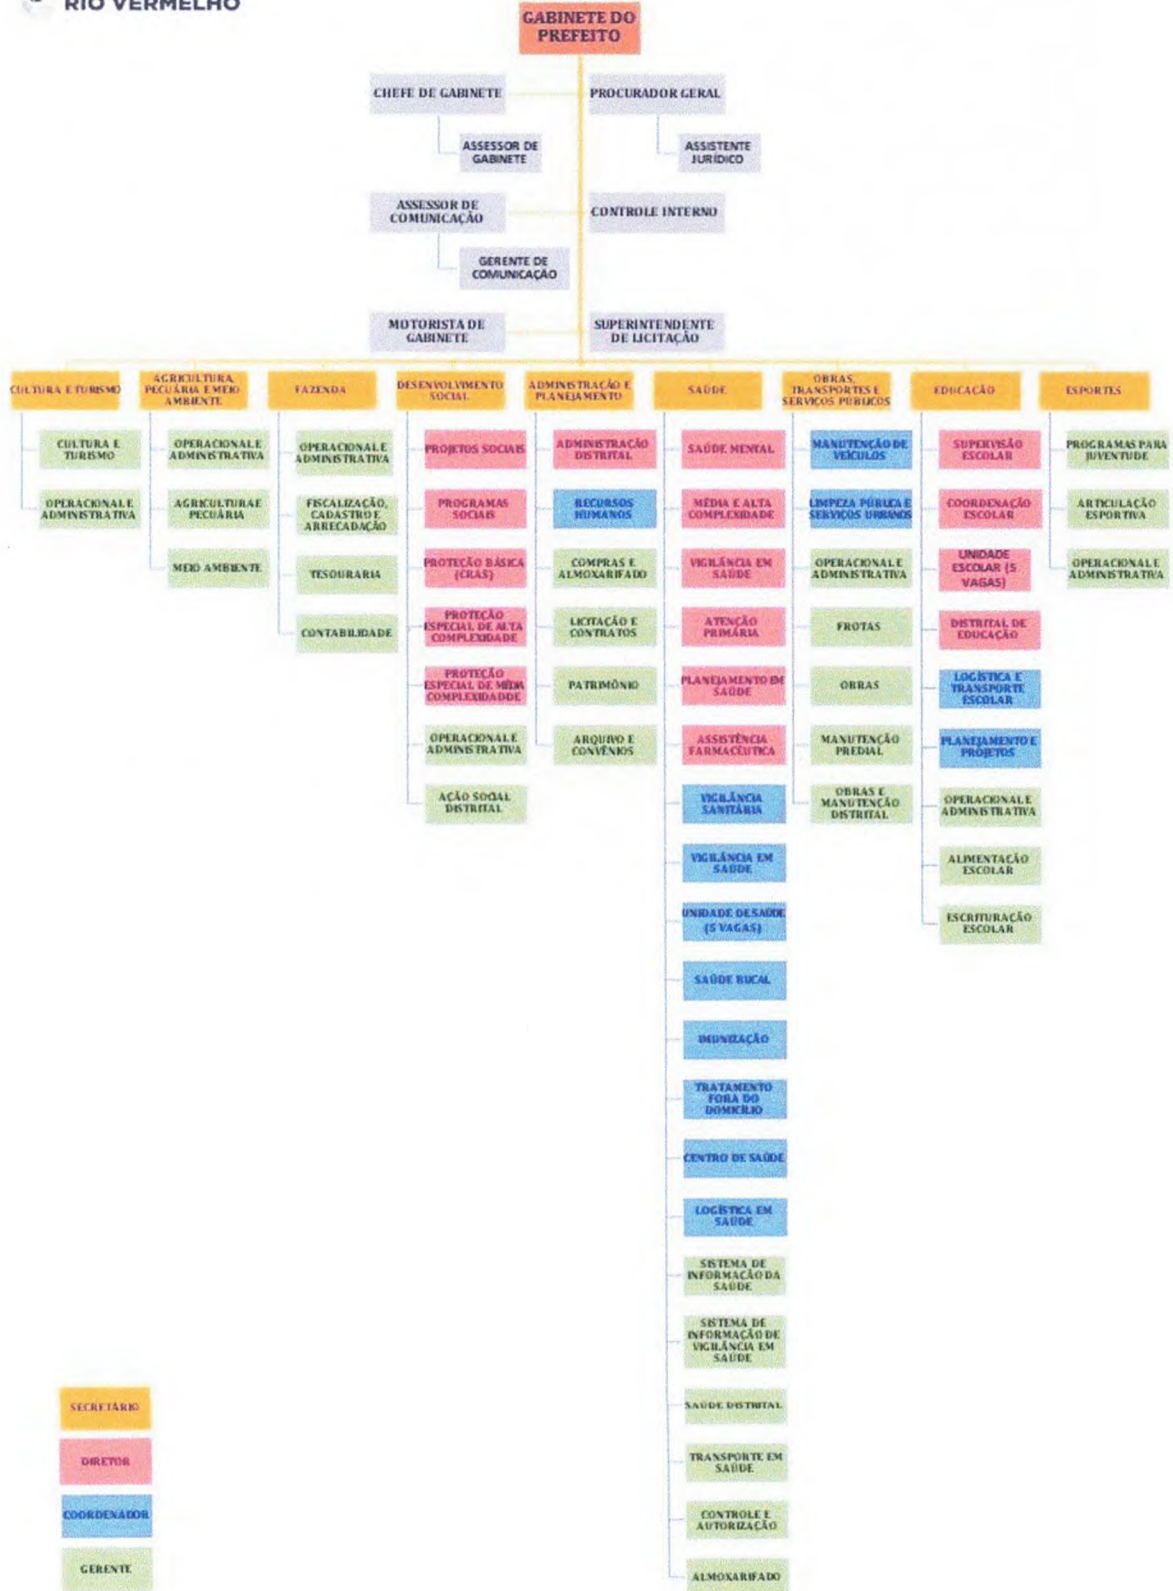 RIO VERMELHO
GABINETE DO
PREFEITO
CHEFE DE GABINETE
PROCURADOR GERAL
ASSESSOR DE
GABINETE
ASSISTENTE
JURÍDICO
ASSESSOR DE
COMUNICAÇÃO
CONTROLE INTERNO
GERENTE DE
COMUNICAÇÃO
MOTORISTA DE
GABINETE
SUPERINTENDENTE
DE LICITAÇÃO
CULTURA E TURISMO
CULTURA E
TURISMO
OPERACIONAL E
ADMINISTRATIVA
AGRICULTURA,
PECUÁRIA E MEIO
AMBIENTE
OPERACIONAL E
ADMINISTRATIVA
AGRICULTURA E
PECUÁRIA
MEIO AMBIENTE
FAZENDA
OPERACIONAL E
ADMINISTRATIVA
FISCALIZAÇÃO,
CADASTRO E
ARRECADAÇÃO
TESOURARIA
CONTABILIDADE
DESENVOLVIMENTO
SOCIAL
PROJETOS SOCIAIS
PROGRAMAS
SOCIAIS
PROTEÇÃO BÁSICA
(CRAS)
PROTEÇÃO
ESPECIAL DE ALTA
COMPLEXIDADE
PROTEÇÃO
ESPECIAL DE MÉDIA
COMPLEXIDADDE
OPERACIONAL E
ADMINISTRATIVA
AÇÃO SOCIAL
DISTRITAL
ADMINISTRAÇÃO E
PLANEJAMENTO
ADMINISTRAÇÃO
DISTRITAL
RECURSOS
HUMANOS
COMPRAS E
ALMOXARIFADO
LICITAÇÃO E
CONTRATOS
PATRIMÔNIO
ARQUIVO E
CONVÊNIOS
SAÚDE
SAÚDE MENTAL
MÉDIA E ALTA
COMPLEXIDADE
VIGILÂNCIA EM
SAÚDE
ATENÇÃO
PRIMÁRIA
PLANEJAMENTO EM
SAÚDE
ASSISTÊNCIA
FARMACÊUTICA
VIGILÂNCIA
SANITÁRIA
VIGILÂNCIA EM
SAÚDE
UNIDADE DE SAÚDE
(5 VAGAS)
SAÚDE BUCAL
IMUNIZAÇÃO
TRATAMENTO
FORA DO
DOMICÍLIO
CENTRO DE SAÚDE
LOGÍSTICA EM
SAÚDE
SISTEMA DE
INFORMAÇÃO DA
SAÚDE
SISTEMA DE
INFORMAÇÃO DE
VIGILÂNCIA EM
SAÚDE
SAÚDE DISTRITAL
TRANSPORTE EM
SAÚDE
CONTROLE E
AUTORIZAÇÃO
ALMOXARIFADO
OBRAS,
TRANSPORTES E
SERVIÇOS PÚBLICOS
MANUTENÇÃO DE
VEÍCULOS
LIMPEZA PÚBLICA E
SERVIÇOS URBANOS
OPERACIONAL E
ADMINISTRATIVA
FROTAS
OBRAS
MANUTENÇÃO
PREDIAL
OBRAS E
MANUTENÇÃO
DISTRITAL
EDUCAÇÃO
SUPERVISÃO
ESCOLAR
COORDENAÇÃO
ESCOLAR
UNIDADE
ESCOLAR (5
VAGAS)
DISTRITAL DE
EDUCAÇÃO
LOGÍSTICA E
TRANSPORTE
ESCOLAR
PLANEJAMENTO E
PROJETOS
OPERACIONAL E
ADMINISTRATIVA
ALIMENTAÇÃO
ESCOLAR
ESCRITURAÇÃO
ESCOLAR
ESPORTES
PROGRAMAS PARA
JUVENTUDE
ARTICULAÇÃO
ESPORTIVA
OPERACIONAL E
ADMINISTRATIVA
SECRETÁRIO
DIRETOR
COORDENADOR
GERENTE